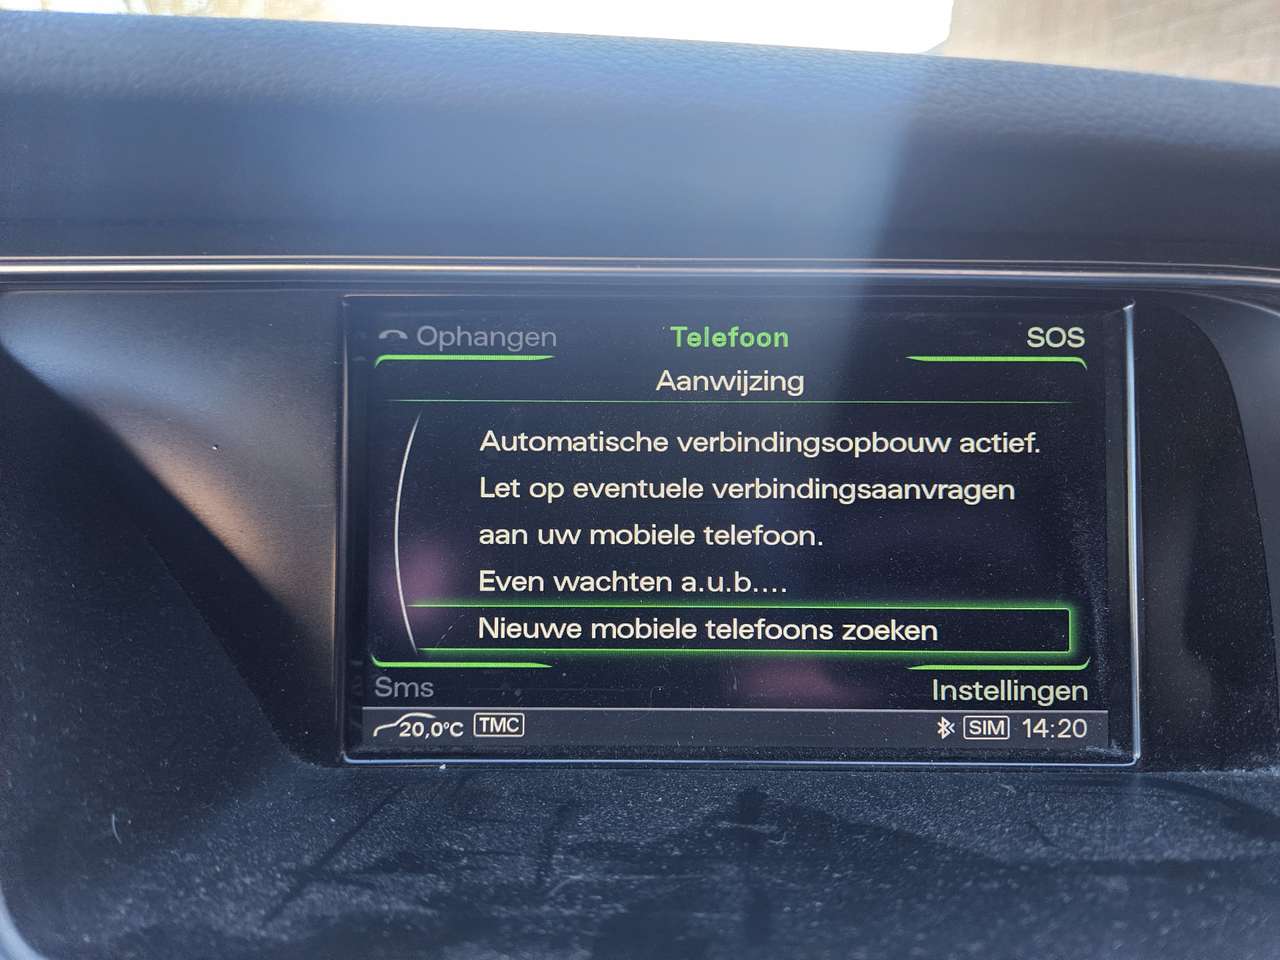 Ophangen Telefoon SOS
Aanwijzing
Automatische verbindingsopbouw actief.
Let op eventuele verbindingsaanvragen
aan uw mobiele telefoon.
Even wachten a.u.b....
Nieuwe mobiele telefoons zoeken
Sms Instellingen
20,0°C TMC SIM 14:20